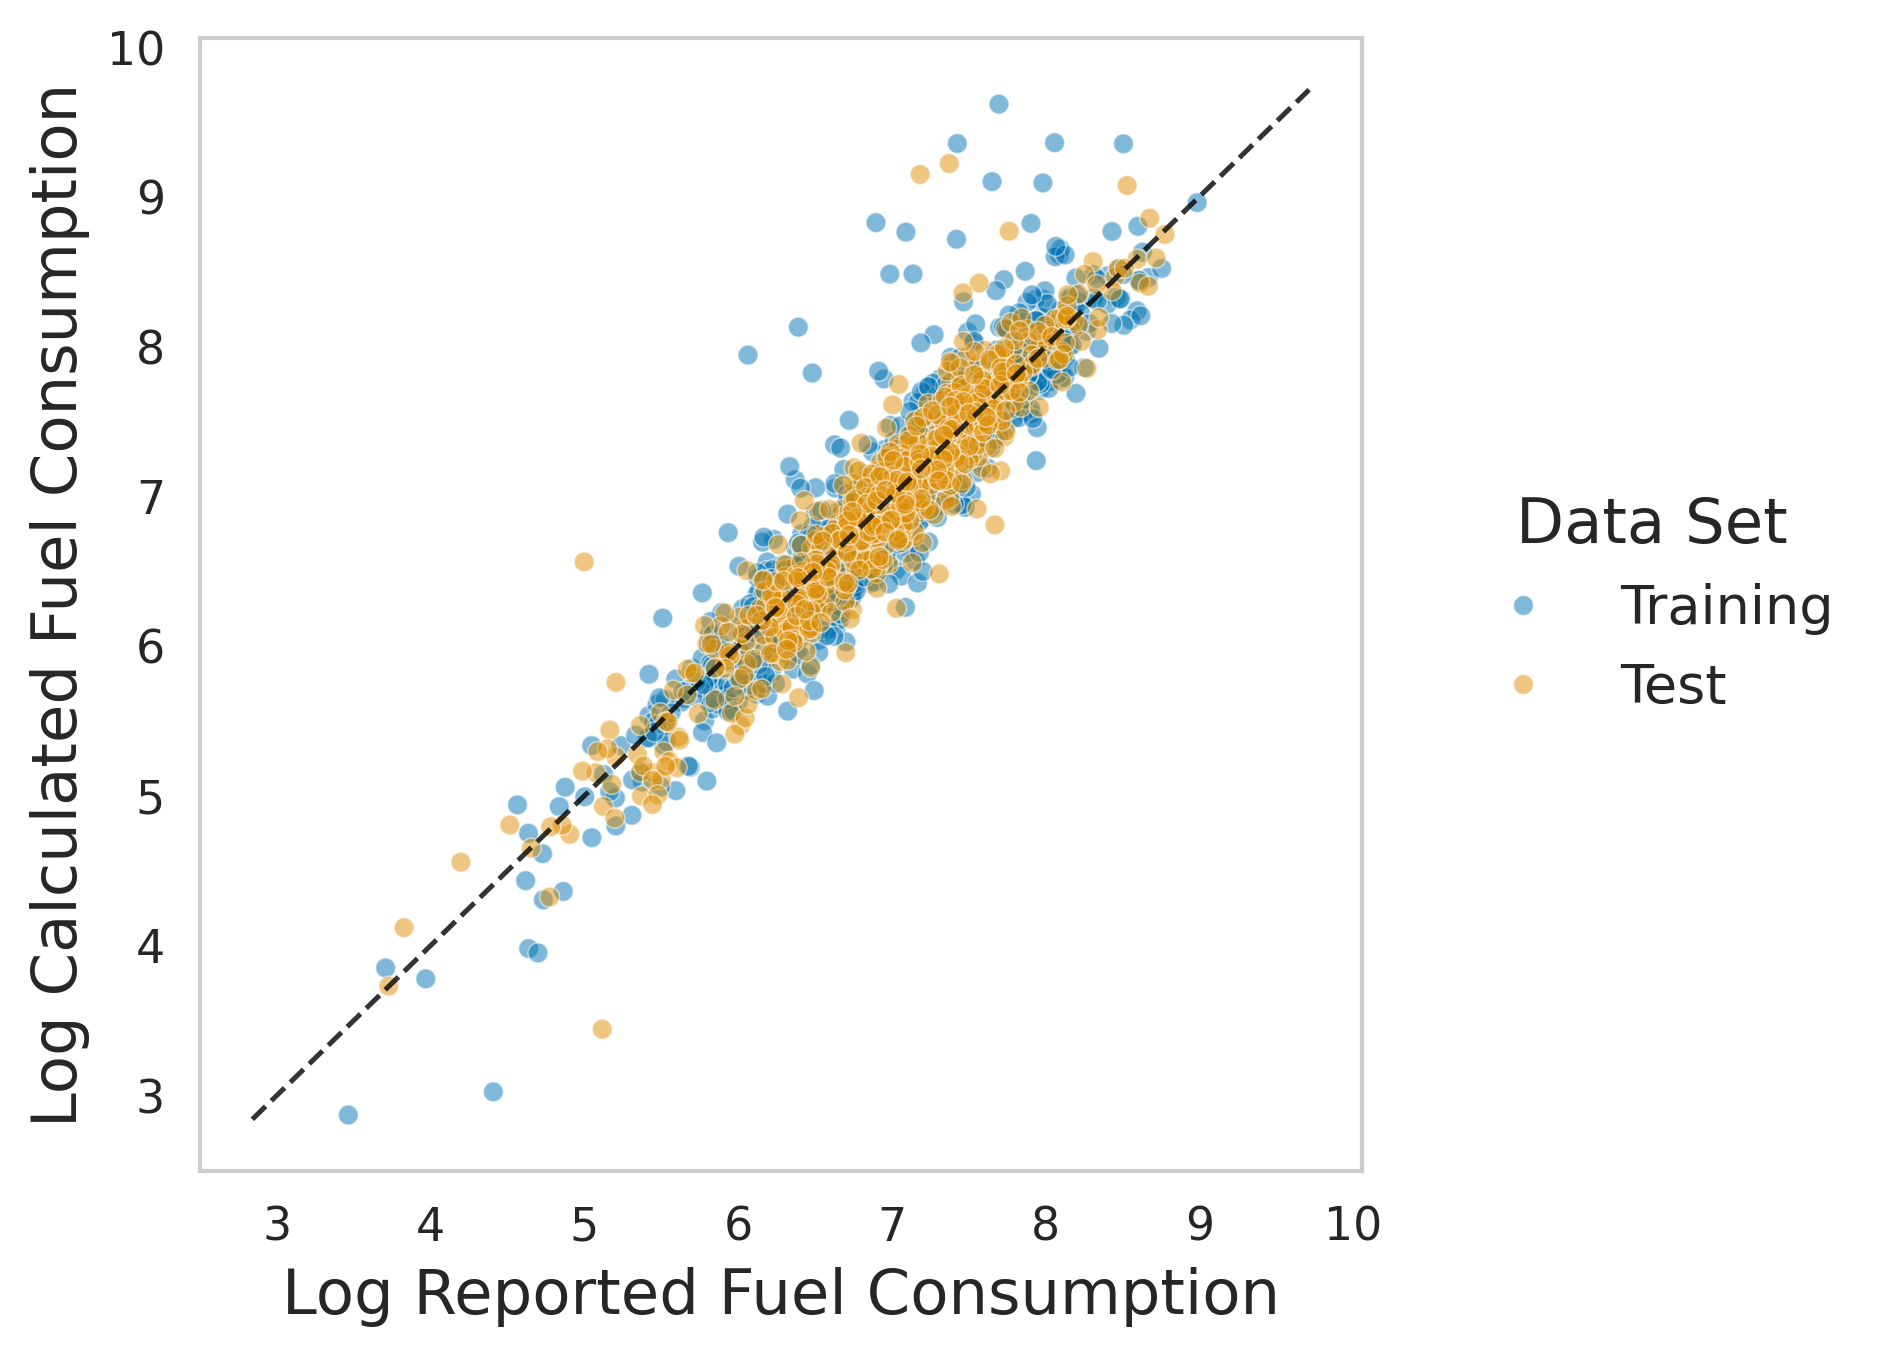 10
9
8
7
6
5
4
3
Log Calculated Fuel Consumption
3 4 5 6 7 8 9 10
Log Reported Fuel Consumption
Data Set
Training
Test